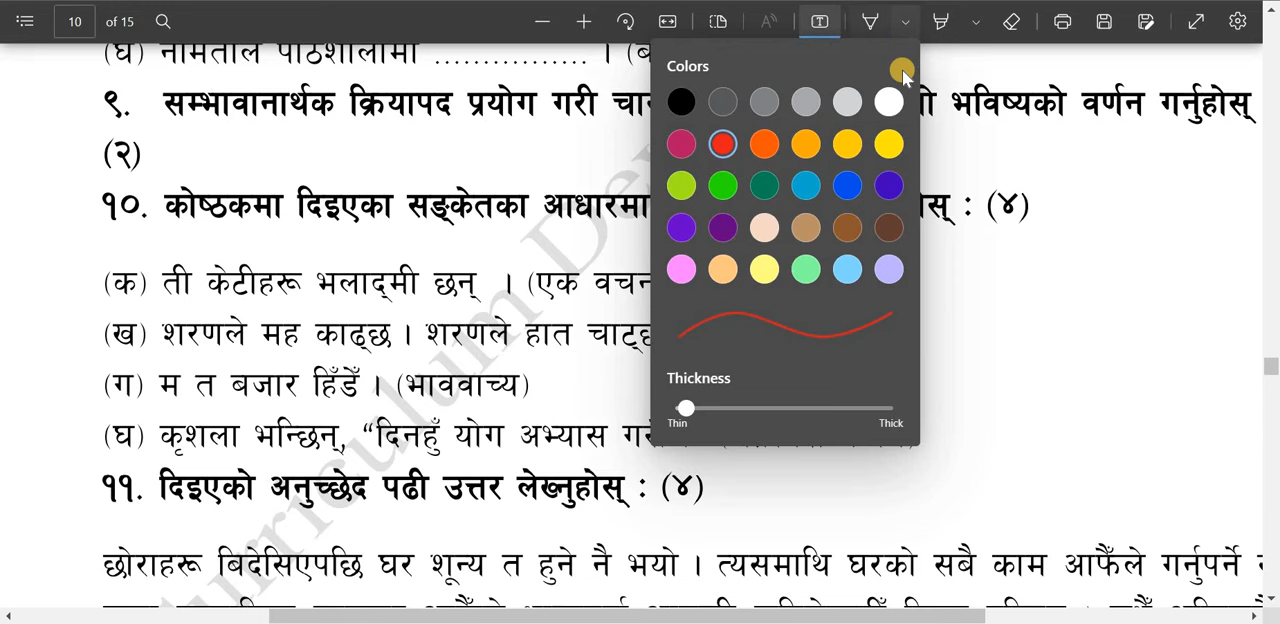 10 of 15
Colors
(घ) नमिताले पाठशालामा ................ । (ब
९. सम्भावानार्थक क्रियापद प्रयोग गरी चा भविष्यको वर्णन गर्नुहोस्
(२)
१०. कोष्ठकमा दिइएका सङ्केतका आधारमा होस् : (४)
(क) ती केटीहरू भलाद्मी छन् । (एक वचन
(ख) शरणले मह काढ्छ । शरणले हात चाट्छ
(ग) म त बजार हिँडेँ । (भाववाच्य)
Thickness
Thin Thick
(घ) कृशला भन्छिन्, “दिनहुँ योग अभ्यास
११. दिइएको अनुच्छेद पढी उत्तर लेख्नुहोस् : (४)
छोराहरू बिदेसिएपछि घर शून्य त हुने नै भयो । त्यसमाथि घरको सबै काम आफैँले गर्नुपर्ने
Curriculum Dev